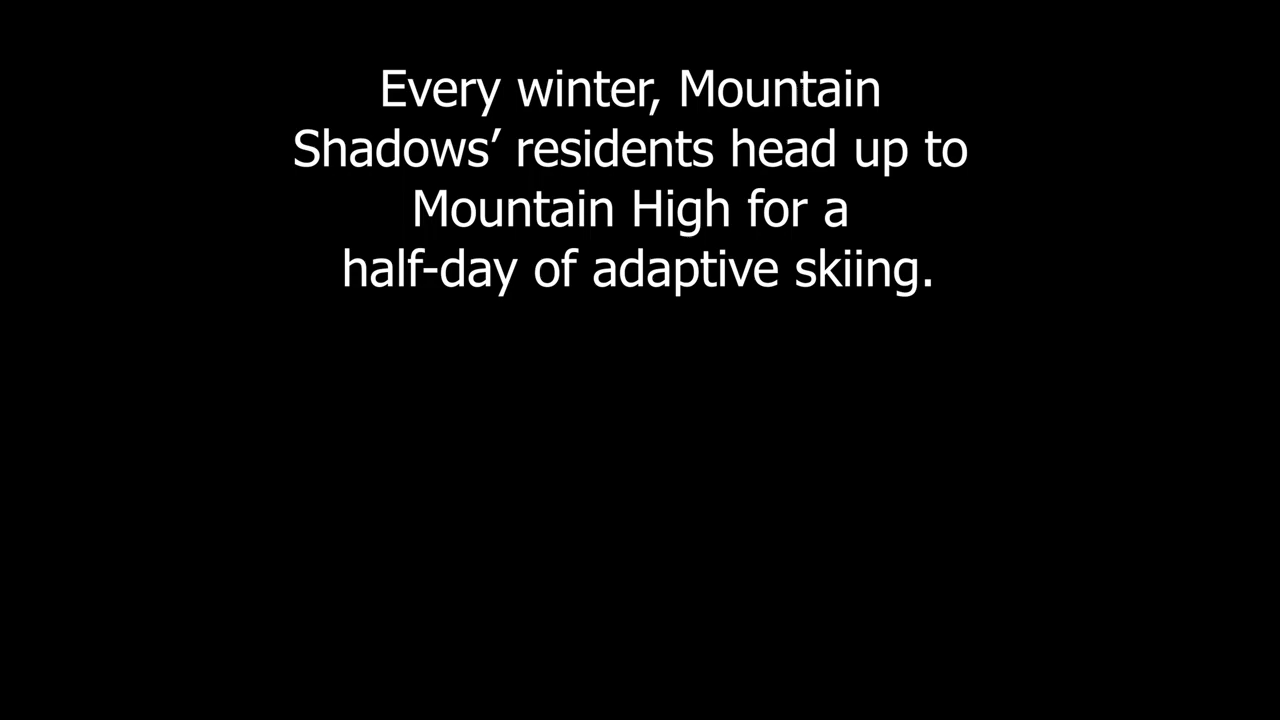 Every winter, Mountain
Shadows’ residents head up to
Mountain High for a
half-day of adaptive skiing.